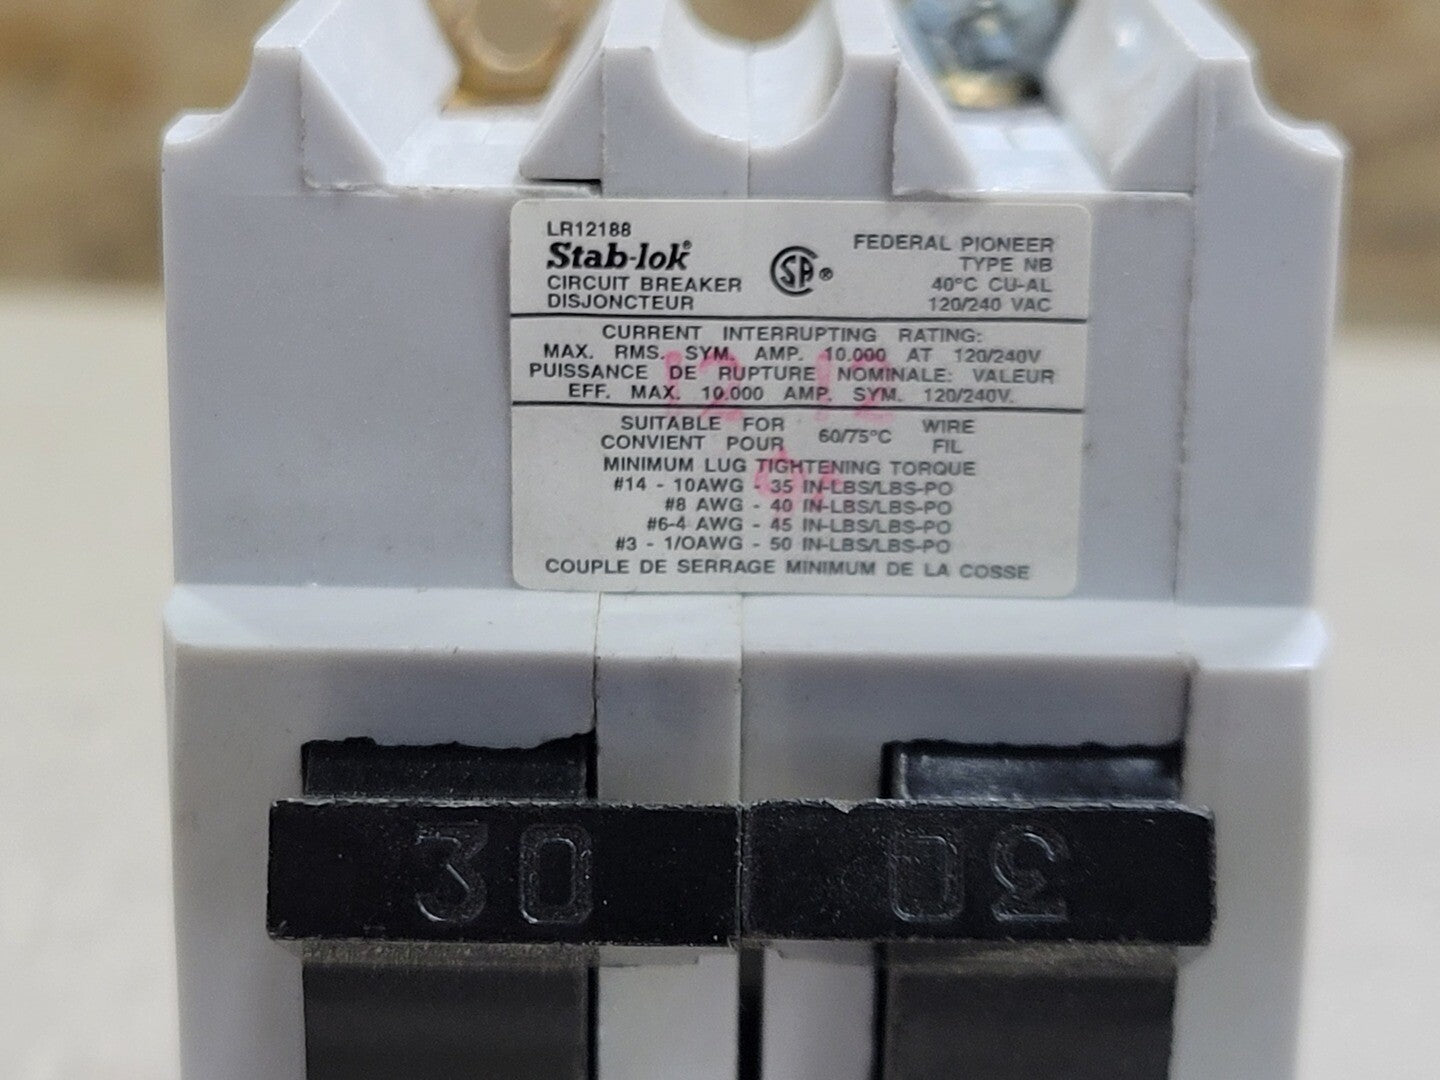 LR12188
Stab-lok®
CIRCUIT BREAKER
DISJONCTEUR
CSA®
FEDERAL PIONEER
TYPE NB
40°C CU-AL
120/240 VAC
CURRENT INTERRUPTING RATING:
MAX. RMS. SYM. AMP. 10.000 AT 120/240V
PUISSANCE DE RUPTURE NOMINALE: VALEUR
EFF. MAX. 10.000 AMP. SYM. 120/240V.
12 12
SUITABLE FOR 60/75°C WIRE
CONVIENT POUR FIL
MINIMUM LUG TIGHTENING TORQUE
#14 - 10AWG - 35 IN-LBS/LBS-PO
#8 AWG - 40 IN-LBS/LBS-PO
#6-4 AWG - 45 IN-LBS/LBS-PO
#3 - 1/OAWG - 50 IN-LBS/LBS-PO
COUPLE DE SERRAGE MINIMUM DE LA COSSE
30
30